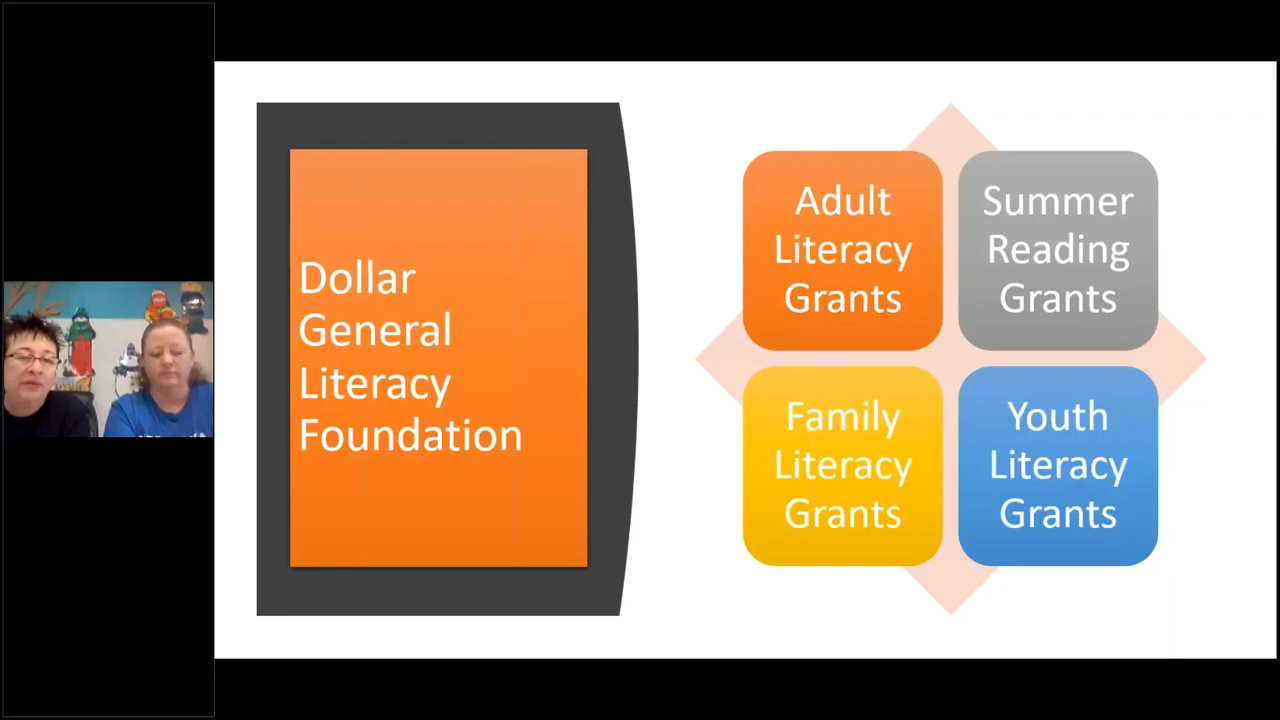 Dollar
General
Literacy
Foundation
Adult
Literacy
Grants
Summer
Reading
Grants
Family
Literacy
Grants
Youth
Literacy
Grants